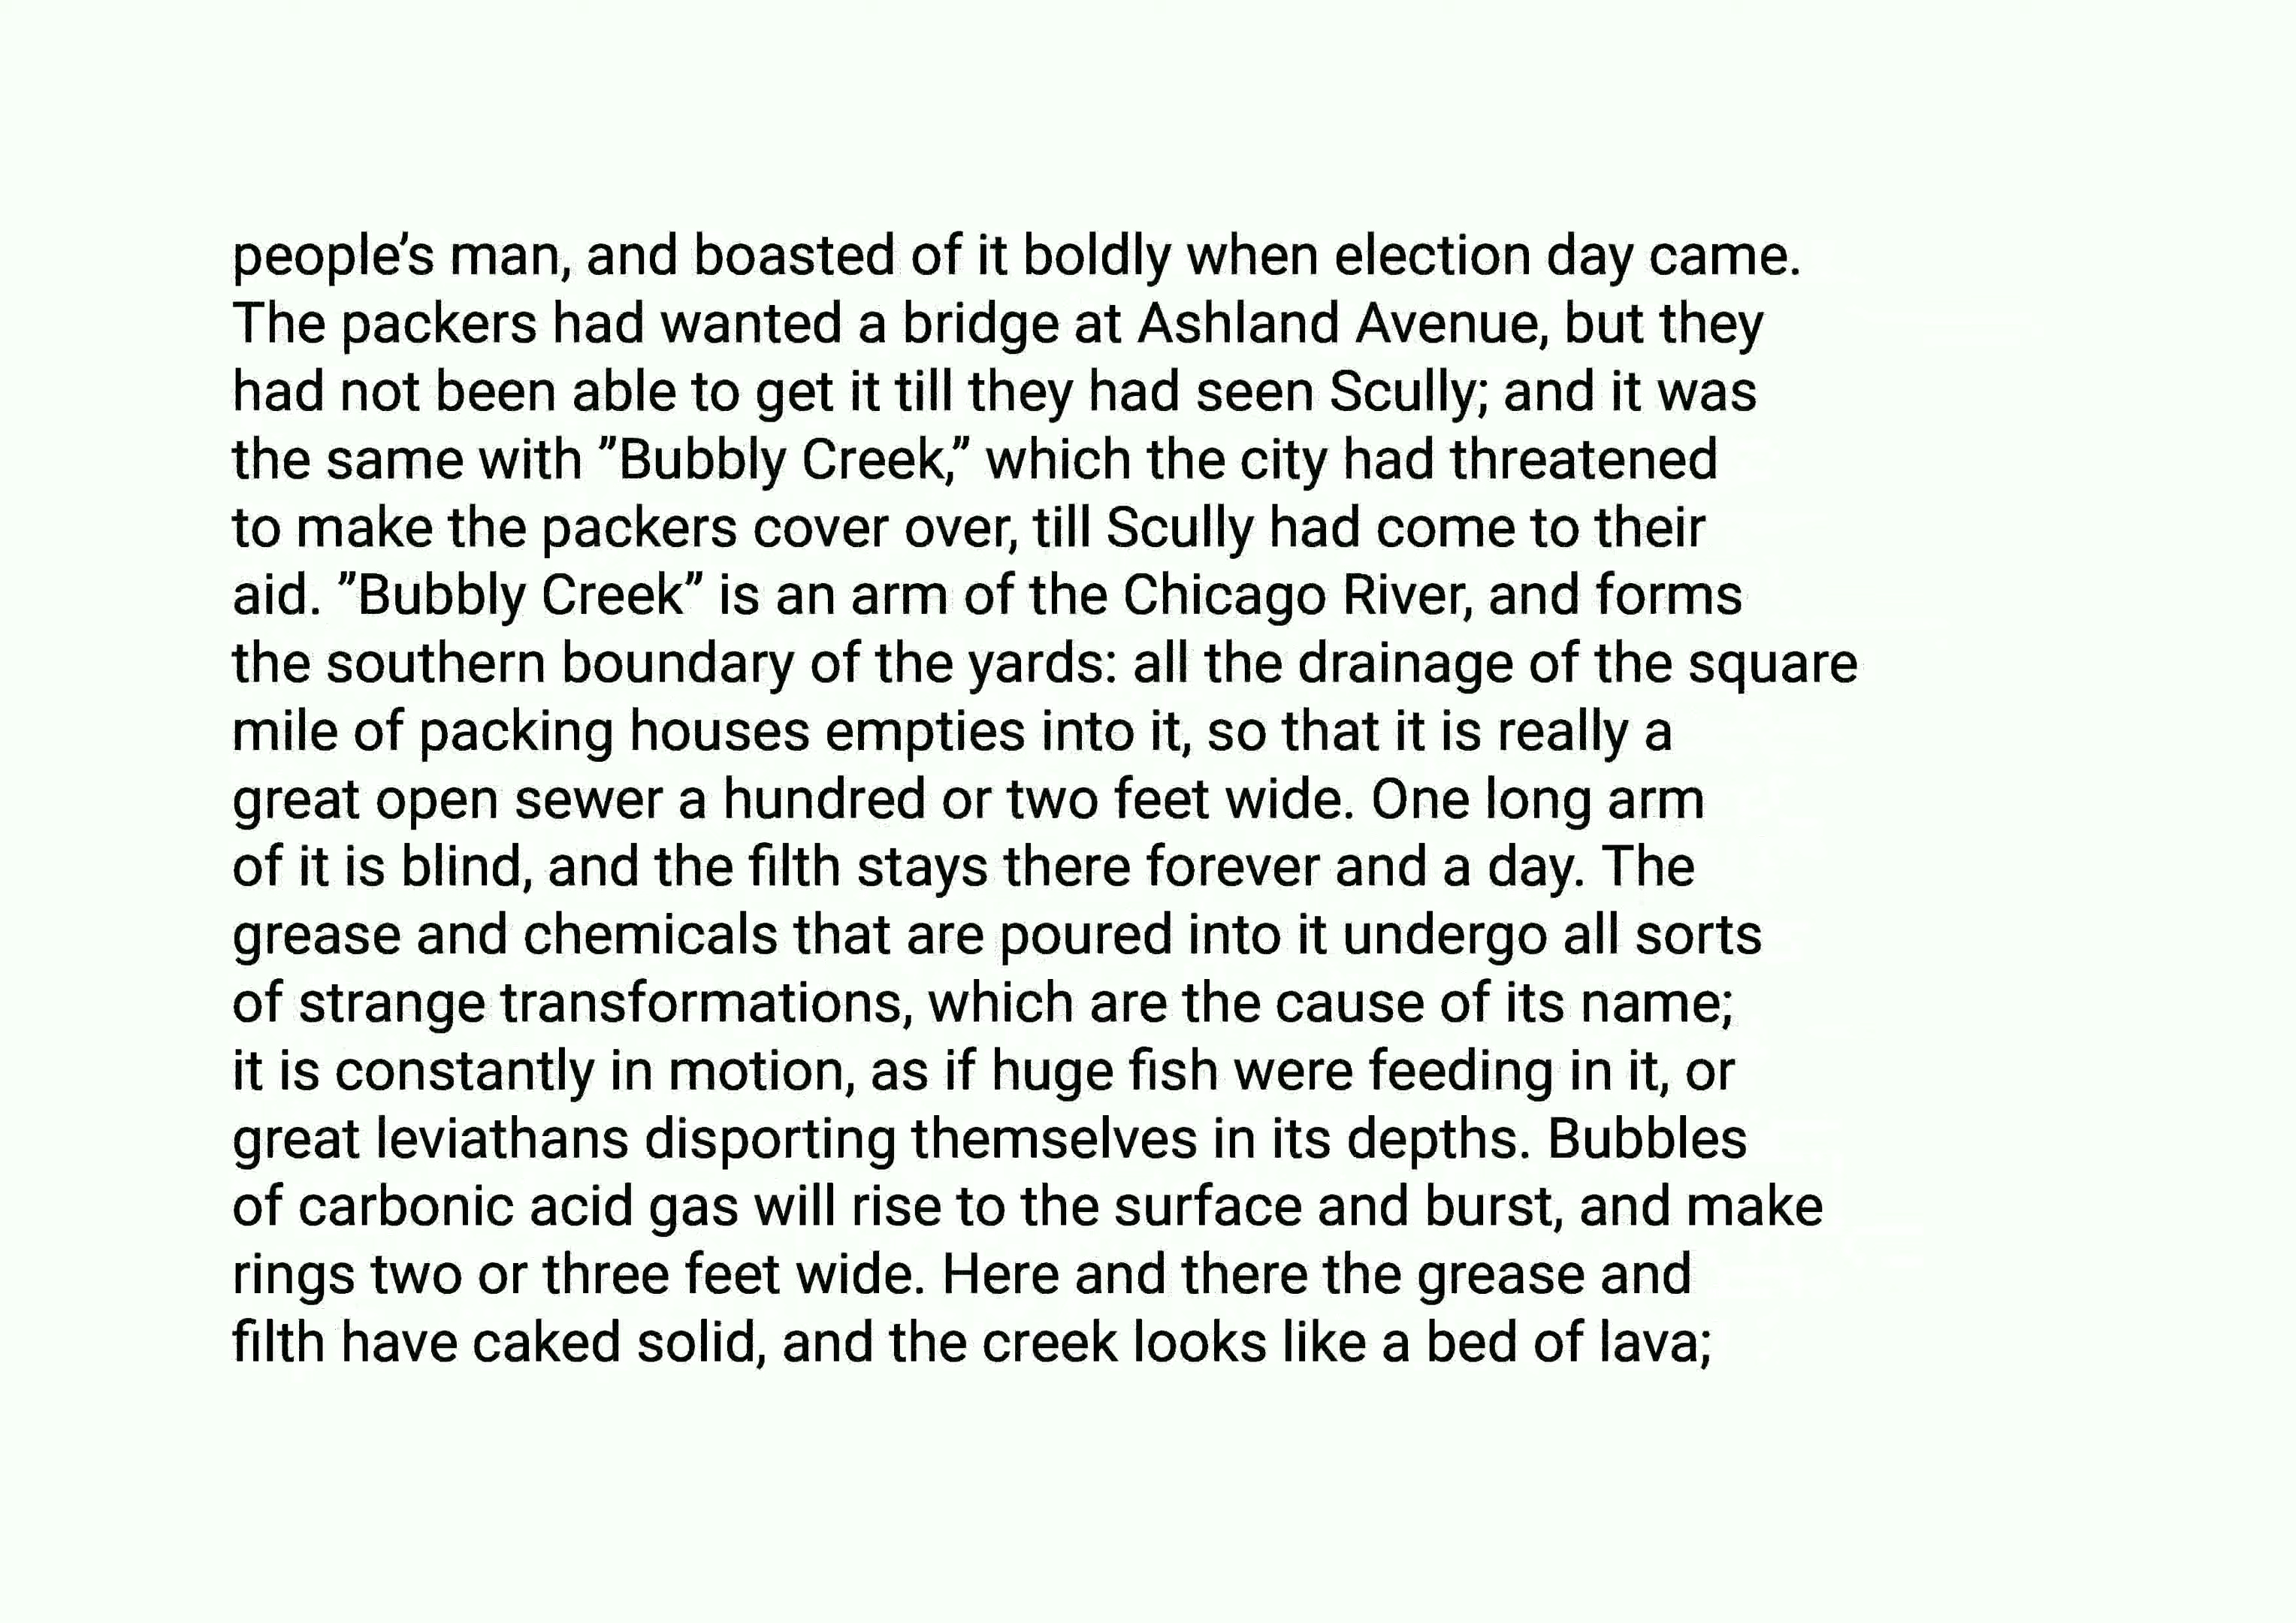 people’s man, and boasted of it boldly when election day came.
The packers had wanted a bridge at Ashland Avenue, but they
had not been able to get it till they had seen Scully; and it was
the same with ”Bubbly Creek,” which the city had threatened
to make the packers cover over, till Scully had come to their
aid. ”Bubbly Creek” is an arm of the Chicago River, and forms
the southern boundary of the yards: all the drainage of the square
mile of packing houses empties into it, so that it is really a
great open sewer a hundred or two feet wide. One long arm
of it is blind, and the filth stays there forever and a day. The
grease and chemicals that are poured into it undergo all sorts
of strange transformations, which are the cause of its name;
it is constantly in motion, as if huge fish were feeding in it, or
great leviathans disporting themselves in its depths. Bubbles
of carbonic acid gas will rise to the surface and burst, and make
rings two or three feet wide. Here and there the grease and
filth have caked solid, and the creek looks like a bed of lava;